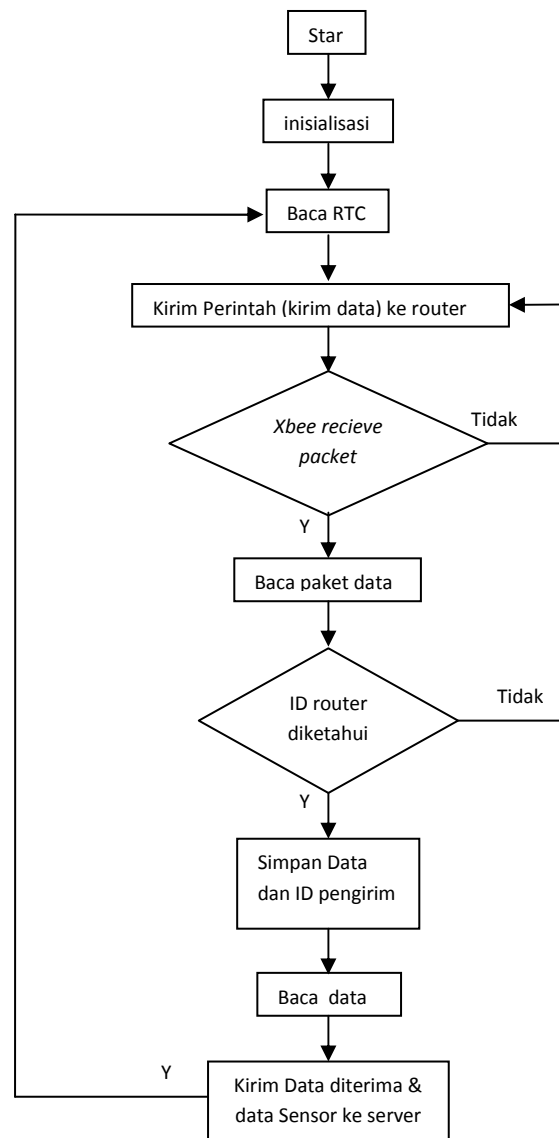 Star
inisialisasi
Baca RTC
Kirim Perintah (kirim data) ke router
Xbee recieve
packet
Tidak
Y
Baca paket data
ID router
diketahui
Tidak
Y
Simpan Data
dan ID pengirim
Baca data
Y
Kirim Data diterima &
data Sensor ke server